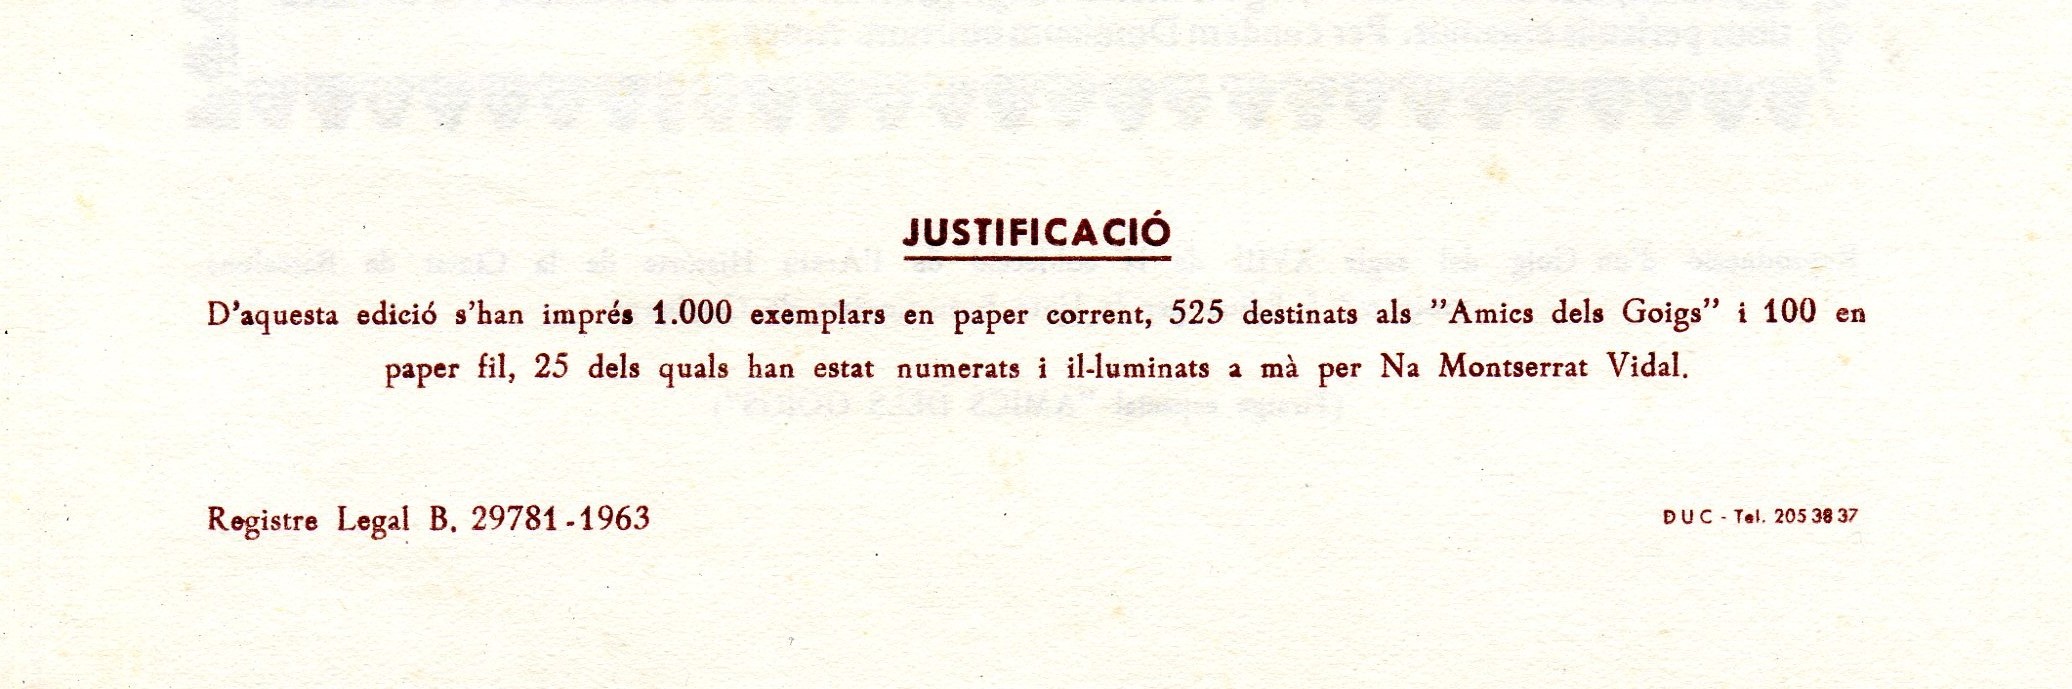 JUSTIFICACIÓ
D'aquesta edició s'han imprés 1.000 exemplars en paper corrent, 525 destinats als ”Amics dels Goigs” i 100 en
paper fil, 25 dels quals han estat numerats i il-luminats a mà per Na Montserrat Vidal.
Registre Legal B. 29781-1963
DUC - Tel. 205 38 37